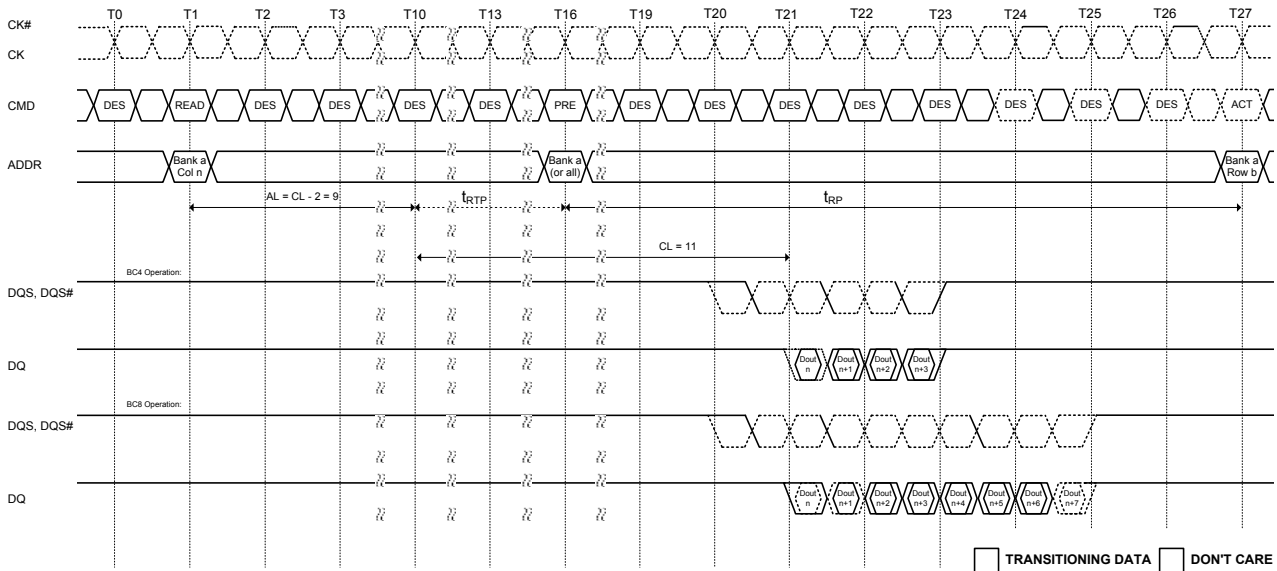 T0 T1 T2 T3 T10 T13 T16 T19 T20 T21 T22 T23 T24 T25 T26 T27
CK#
CK
CMD DES READ DES DES DES DES PRE DES DES DES DES DES DES DES DES ACT
ADDR
Bank a
Col n
Bank a
(or all)
Bank a
Row b
AL = CL - 2 = 9
tRTP
tRP
CL = 11
BC4 Operation:
DQS, DQS#
DQ
Dout
n
Dout
n+1
Dout
n+2
Dout
n+3
BC8 Operation:
DQS, DQS#
DQ
Dout
n
Dout
n+1
Dout
n+2
Dout
n+3
Dout
n+4
Dout
n+5
Dout
n+6
Dout
n+7
TRANSITIONING DATA
DON'T CARE